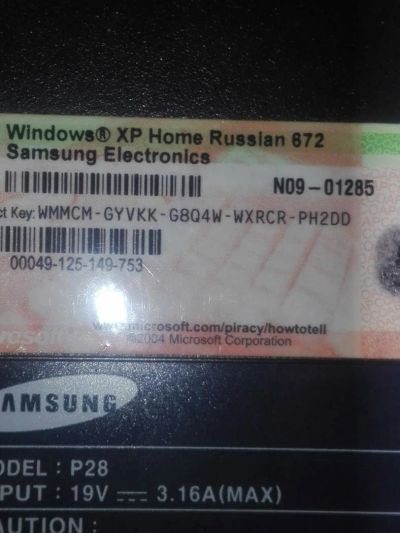 Windows® XP Home Russian 672
Samsung Electronics
N09-01285
ct Key: WMMCM-GYVKK-G8Q4W-WXRCR-PH2DD
00049-125-149-753
www.microsoft.com/piracy/howtotell
©2004 Microsoft Corporation
rosoft
AMSUNG
ODEL : P28
PUT : 19V ⎓ 3.16A(MAX)
AUTION :